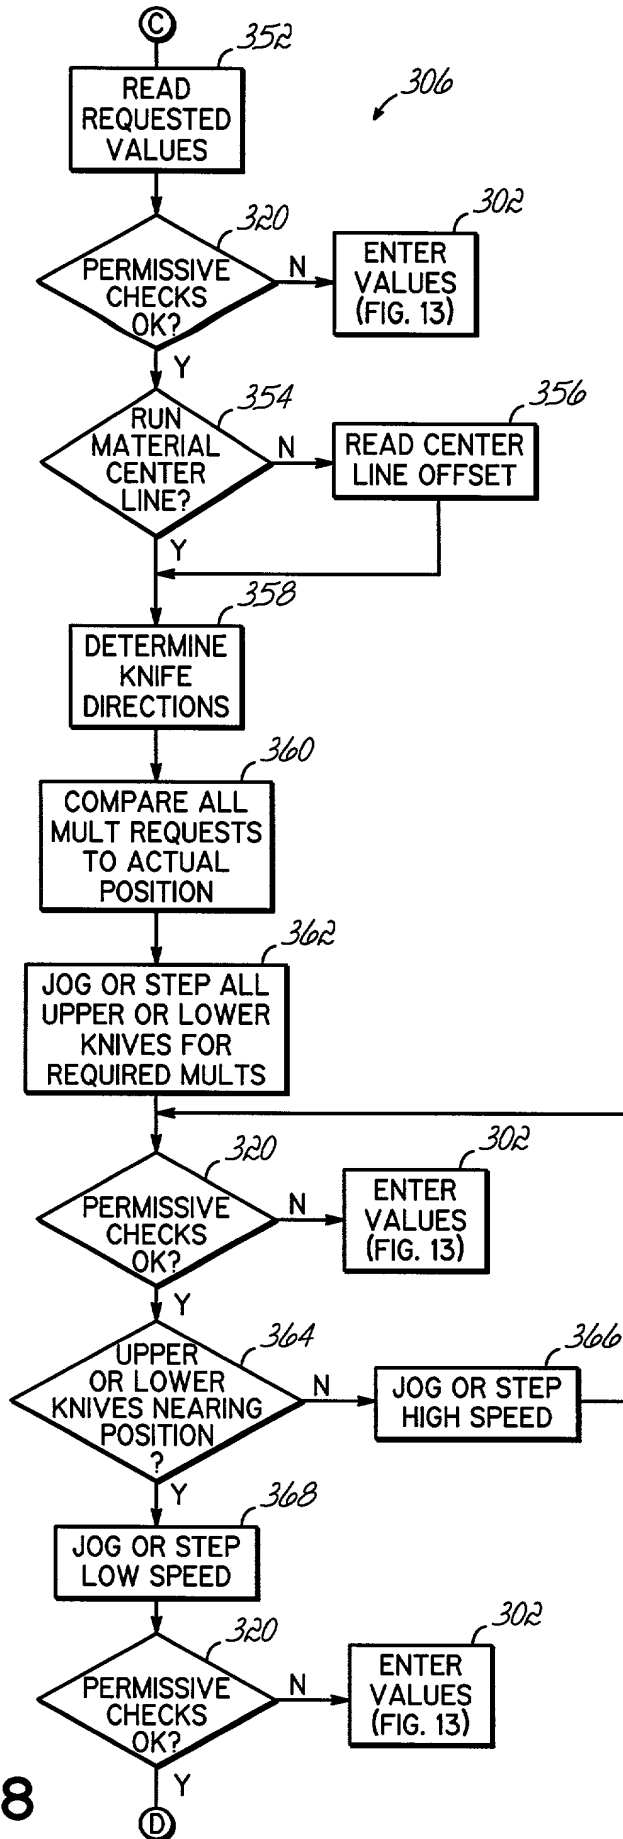 C
352
READ
REQUESTED
VALUES
306
320
PERMISSIVE
CHECKS
OK?
N
302
ENTER
VALUES
(FIG. 13)
Y
354
RUN
MATERIAL
CENTER
LINE?
N
356
READ CENTER
LINE OFFSET
Y
358
DETERMINE
KNIFE
DIRECTIONS
360
COMPARE ALL
MULT REQUESTS
TO ACTUAL
POSITION
362
JOG OR STEP ALL
UPPER OR LOWER
KNIVES FOR
REQUIRED MULTS
320
PERMISSIVE
CHECKS
OK?
N
302
ENTER
VALUES
(FIG. 13)
Y
364
UPPER
OR LOWER
KNIVES NEARING
POSITION
?
N
366
JOG OR STEP
HIGH SPEED
Y
368
JOG OR STEP
LOW SPEED
320
PERMISSIVE
CHECKS
OK?
N
302
ENTER
VALUES
(FIG. 13)
Y
8
D